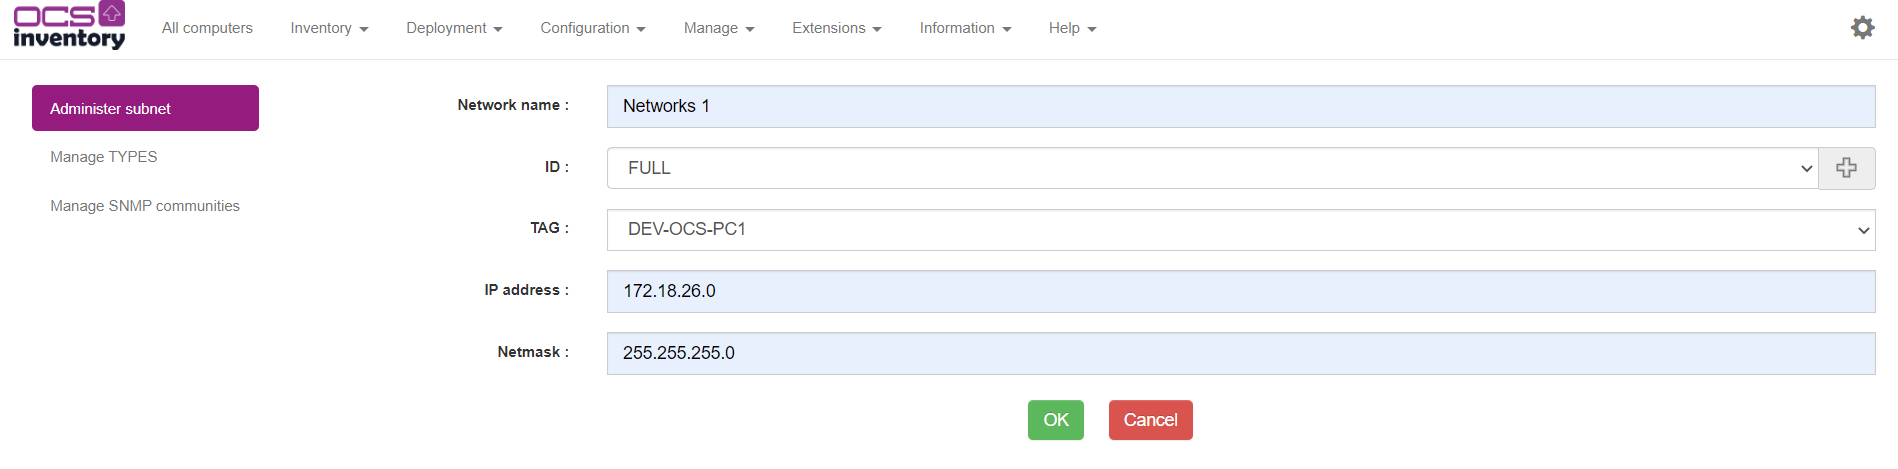 OCS inventory
All computers
Inventory
Deployment
Configuration
Manage
Extensions
Information
Help
Administer subnet
Manage TYPES
Manage SNMP communities
Network name :
Networks 1
ID :
FULL
TAG :
DEV-OCS-PC1
IP address :
172.18.26.0
Netmask :
255.255.255.0
OK
Cancel